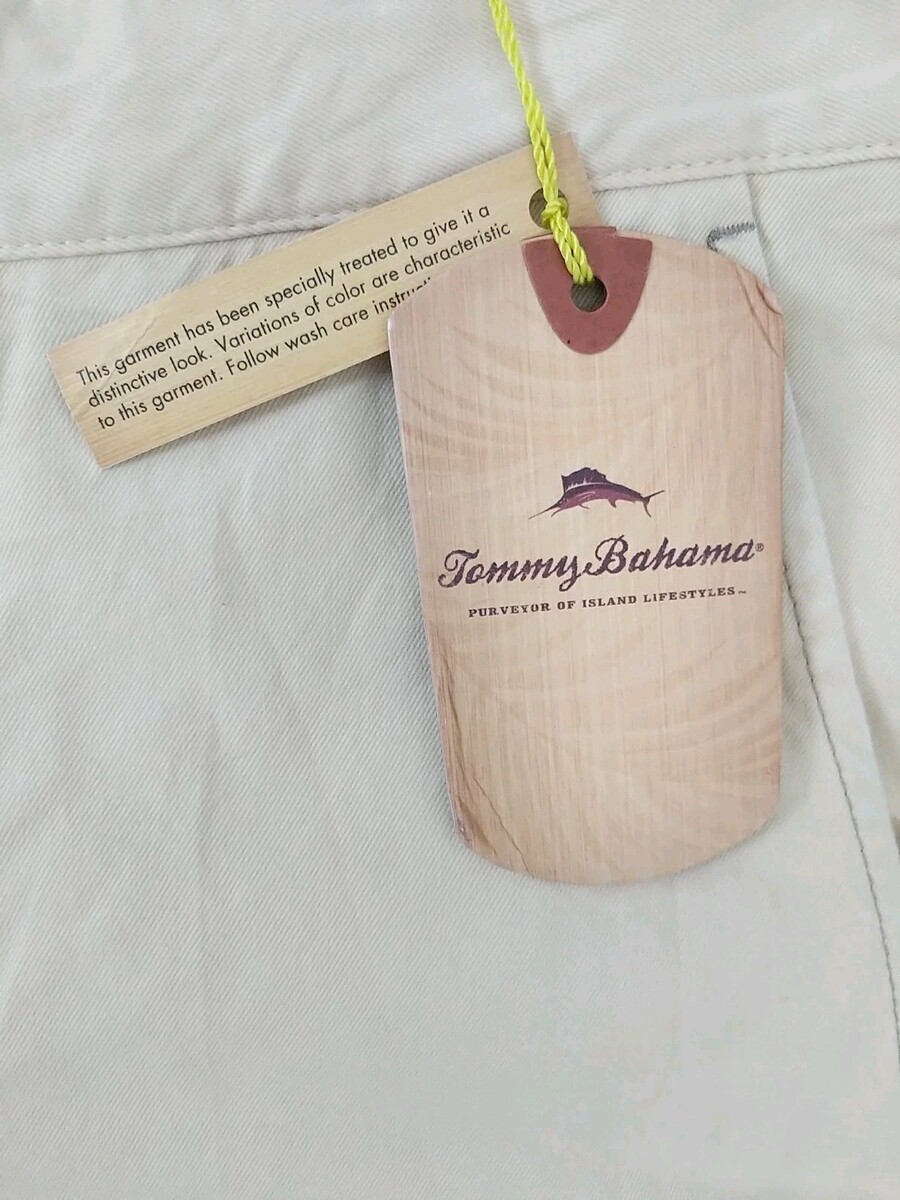 This garment has been specially treated to give it a
distinctive look. Variations of color are characteristic
to this garment. Follow wash care
Tommy Bahama®
PURVEYOR OF ISLAND LIFESTYLES™